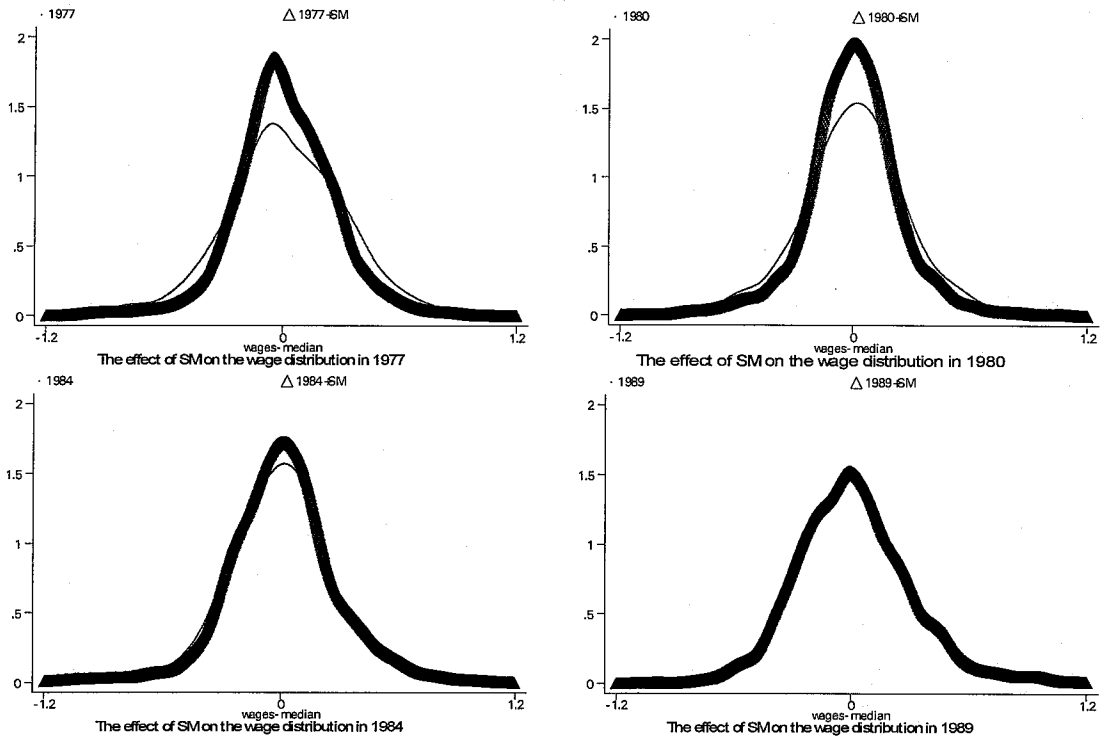 · 1977 △ 1977-SM
2
1.5
1
.5
0
-1.2 0 1.2
wages-median
The effect of SM on the wage distribution in 1977
· 1980 △ 1980-SM
2
1.5
1
.5
0
-1.2 0 1.2
wages-median
The effect of SM on the wage distribution in 1980
· 1984 △ 1984-SM
2
1.5
1
.5
0
-1.2 0 1.2
wages-median
The effect of SM on the wage distribution in 1984
· 1989 △ 1989-SM
2
1.5
1
.5
0
-1.2 0 1.2
wages-median
The effect of SM on the wage distribution in 1989